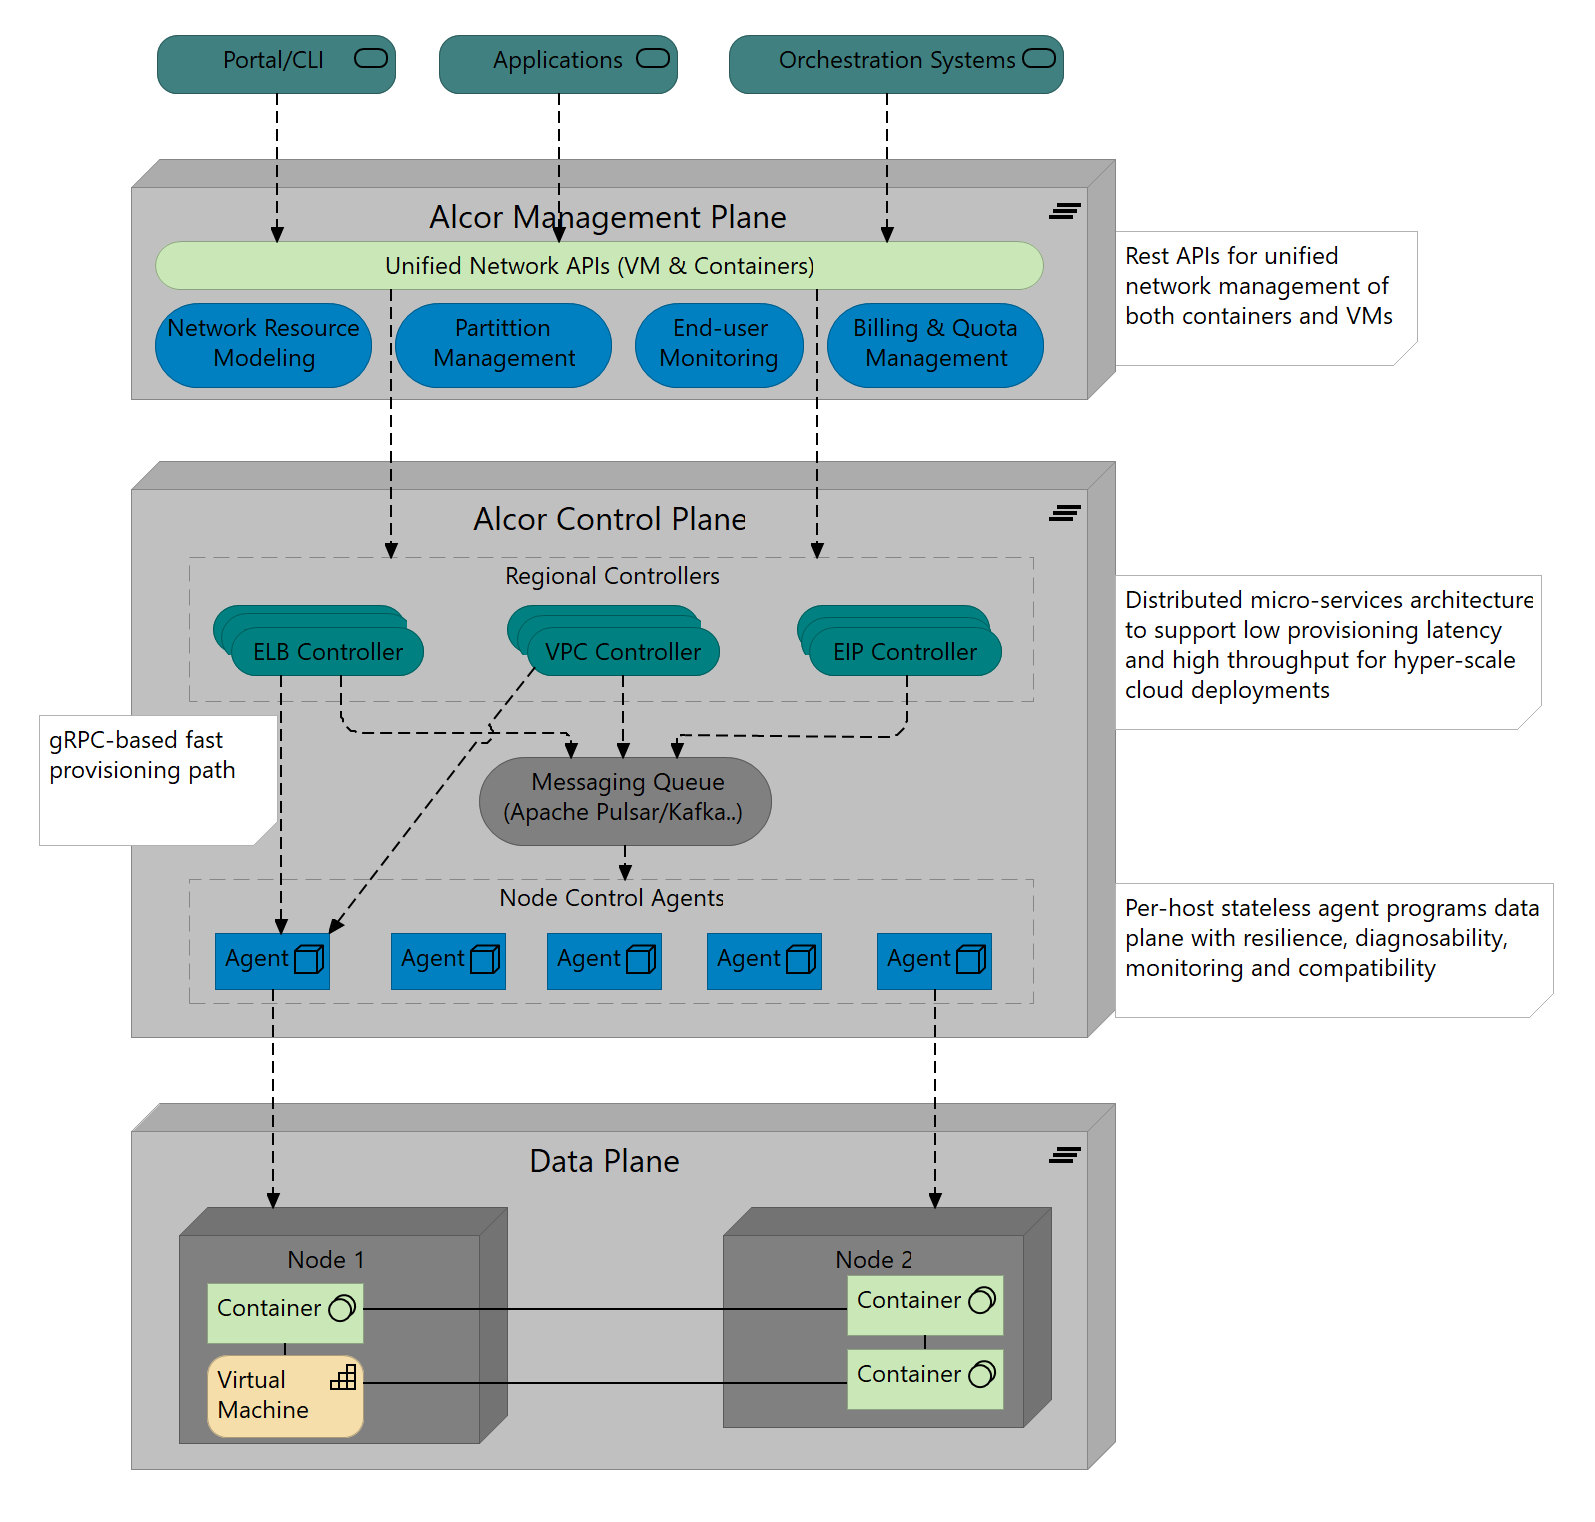 Portal/CLI
Applications
Orchestration Systems
Alcor Management Plane
Unified Network APIs (VM & Containers)
Network Resource
Modeling
Partition
Management
End-user
Monitoring
Billing & Quota
Management
Rest APIs for unified
network management of
both containers and VMs
Alcor Control Plane
Regional Controllers
ELB Controller
VPC Controller
EIP Controller
Distributed micro-services architecture
to support low provisioning latency
and high throughput for hyper-scale
cloud deployments
gRPC-based fast
provisioning path
Messaging Queue
(Apache Pulsar/Kafka..)
Node Control Agents
Agent
Agent
Agent
Agent
Agent
Per-host stateless agent programs data
plane with resilience, diagnosability,
monitoring and compatibility
Data Plane
Node 1
Container
Virtual
Machine
Node 2
Container
Container